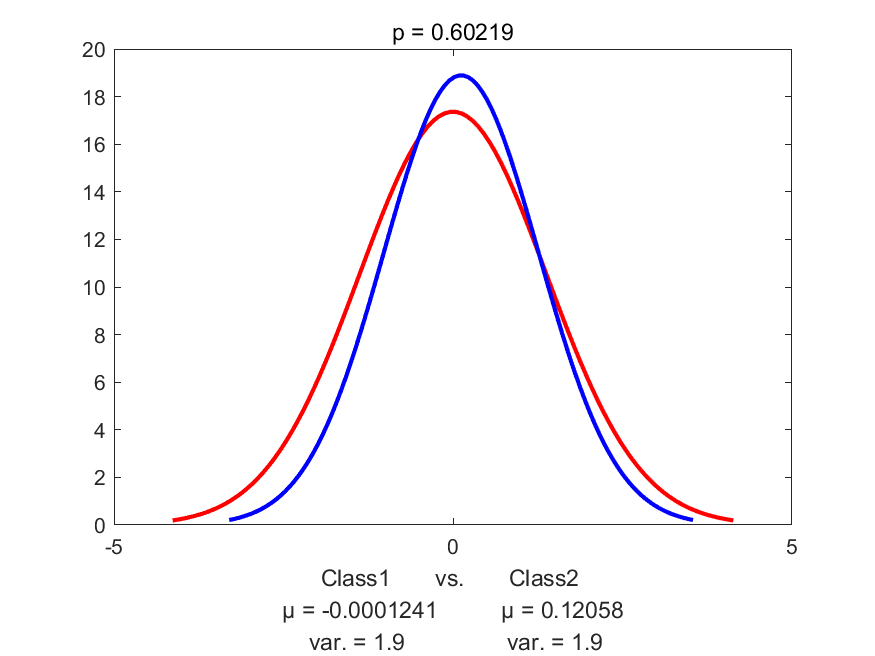 p = 0.60219
20
18
16
14
12
10
8
6
4
2
0
-5 0 5
Class1 vs. Class2
μ = -0.0001241 μ = 0.12058
var. = 1.9 var. = 1.9